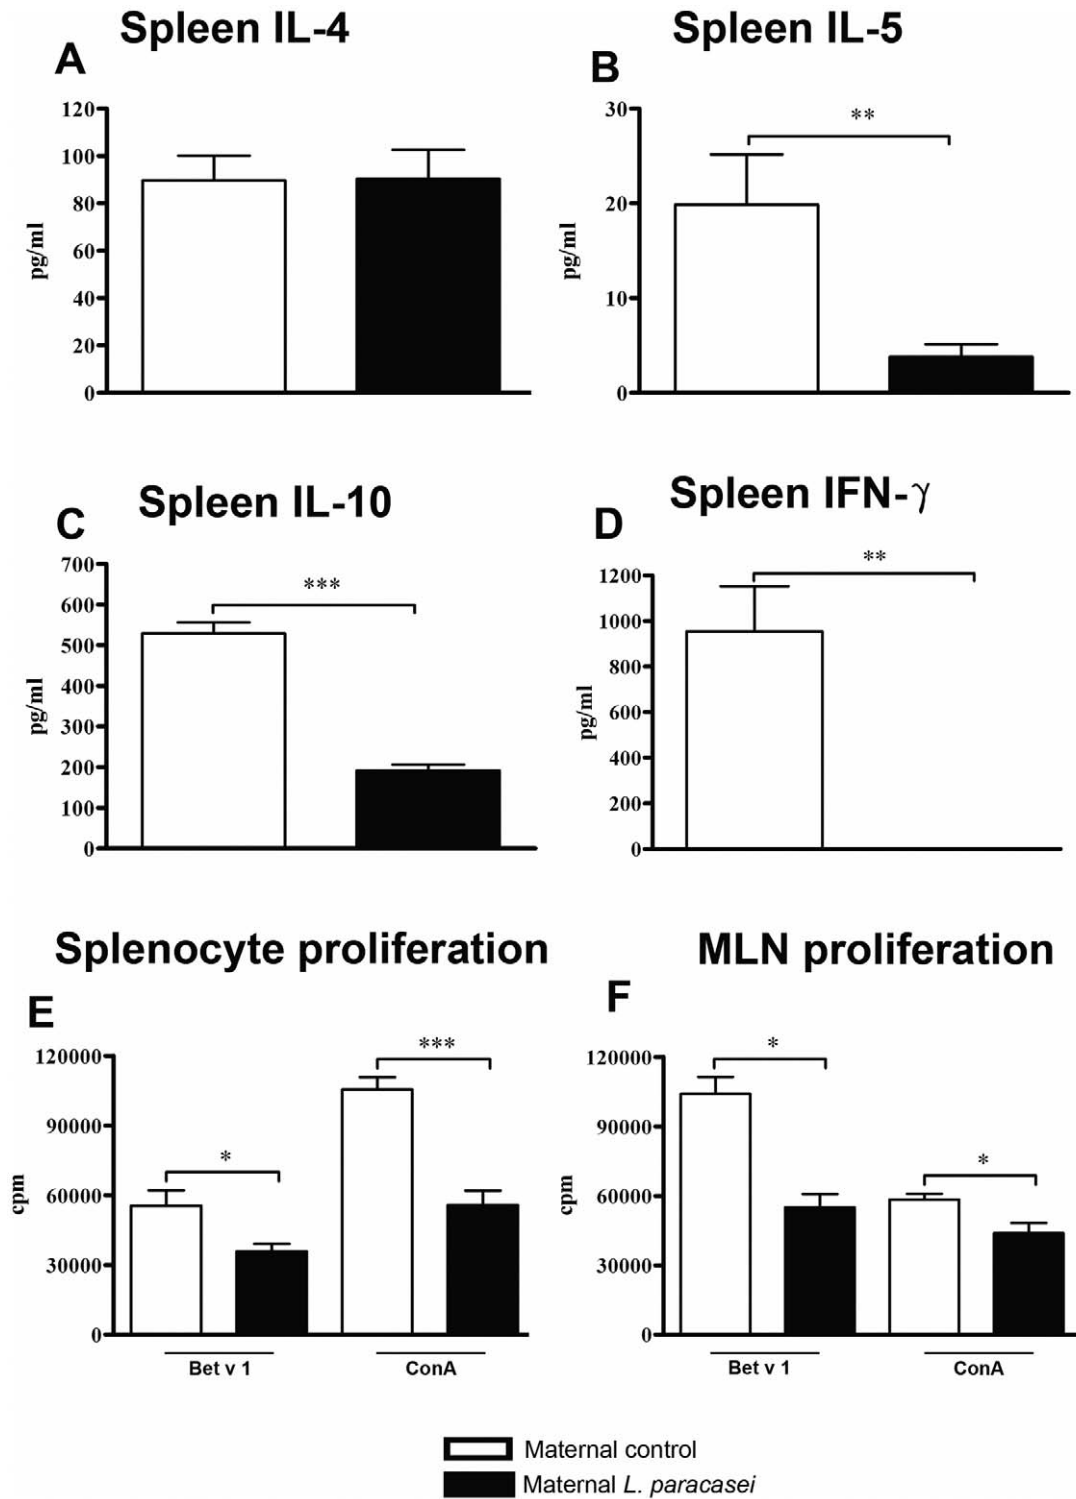 Spleen IL-4
A
120
100
80
60
40
20
0
pg/ml
Spleen IL-5
B
**
30
20
10
0
pg/ml
Spleen IL-10
C
***
700
600
500
400
300
200
100
0
pg/ml
Spleen IFN-γ
D
**
1200
1000
800
600
400
200
0
pg/ml
Splenocyte proliferation
E
***
*
120000
90000
60000
30000
0
cpm
Bet v 1 ConA
MLN proliferation
F
*
*
120000
90000
60000
30000
0
cpm
Bet v 1 ConA
Maternal control
Maternal L. paracasei